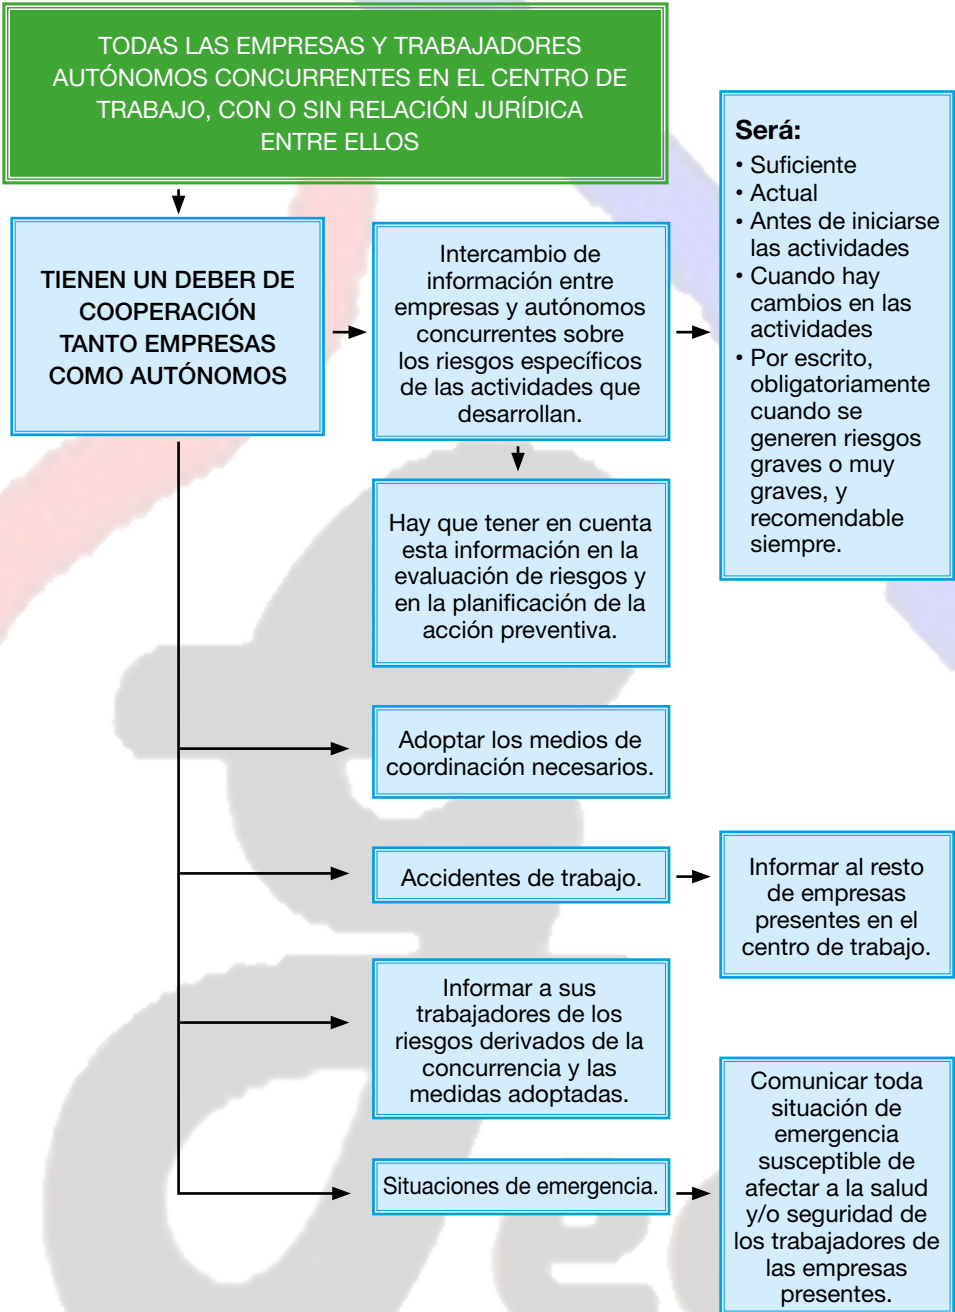 TODAS LAS EMPRESAS Y TRABAJADORES
AUTÓNOMOS CONCURRENTES EN EL CENTRO DE
TRABAJO, CON O SIN RELACIÓN JURÍDICA
ENTRE ELLOS
TIENEN UN DEBER DE
COOPERACIÓN
TANTO EMPRESAS
COMO AUTÓNOMOS
Intercambio de
información entre
empresas y autónomos
concurrentes sobre
los riesgos específicos
de las actividades que
desarrollan.
Será:
• Suficiente
• Actual
• Antes de iniciarse
las actividades
• Cuando hay
cambios en las
actividades
• Por escrito,
obligatoriamente
cuando se
generen riesgos
graves o muy
graves, y
recomendable
siempre.
Hay que tener en cuenta
esta información en la
evaluación de riesgos y
en la planificación de la
acción preventiva.
Adoptar los medios de
coordinación necesarios.
Accidentes de trabajo.
Informar al resto
de empresas
presentes en el
centro de trabajo.
Informar a sus
trabajadores de los
riesgos derivados de la
concurrencia y las
medidas adoptadas.
Situaciones de emergencia.
Comunicar toda
situación de
emergencia
susceptible de
afectar a la salud
y/o seguridad de
los trabajadores de
las empresas
presentes.